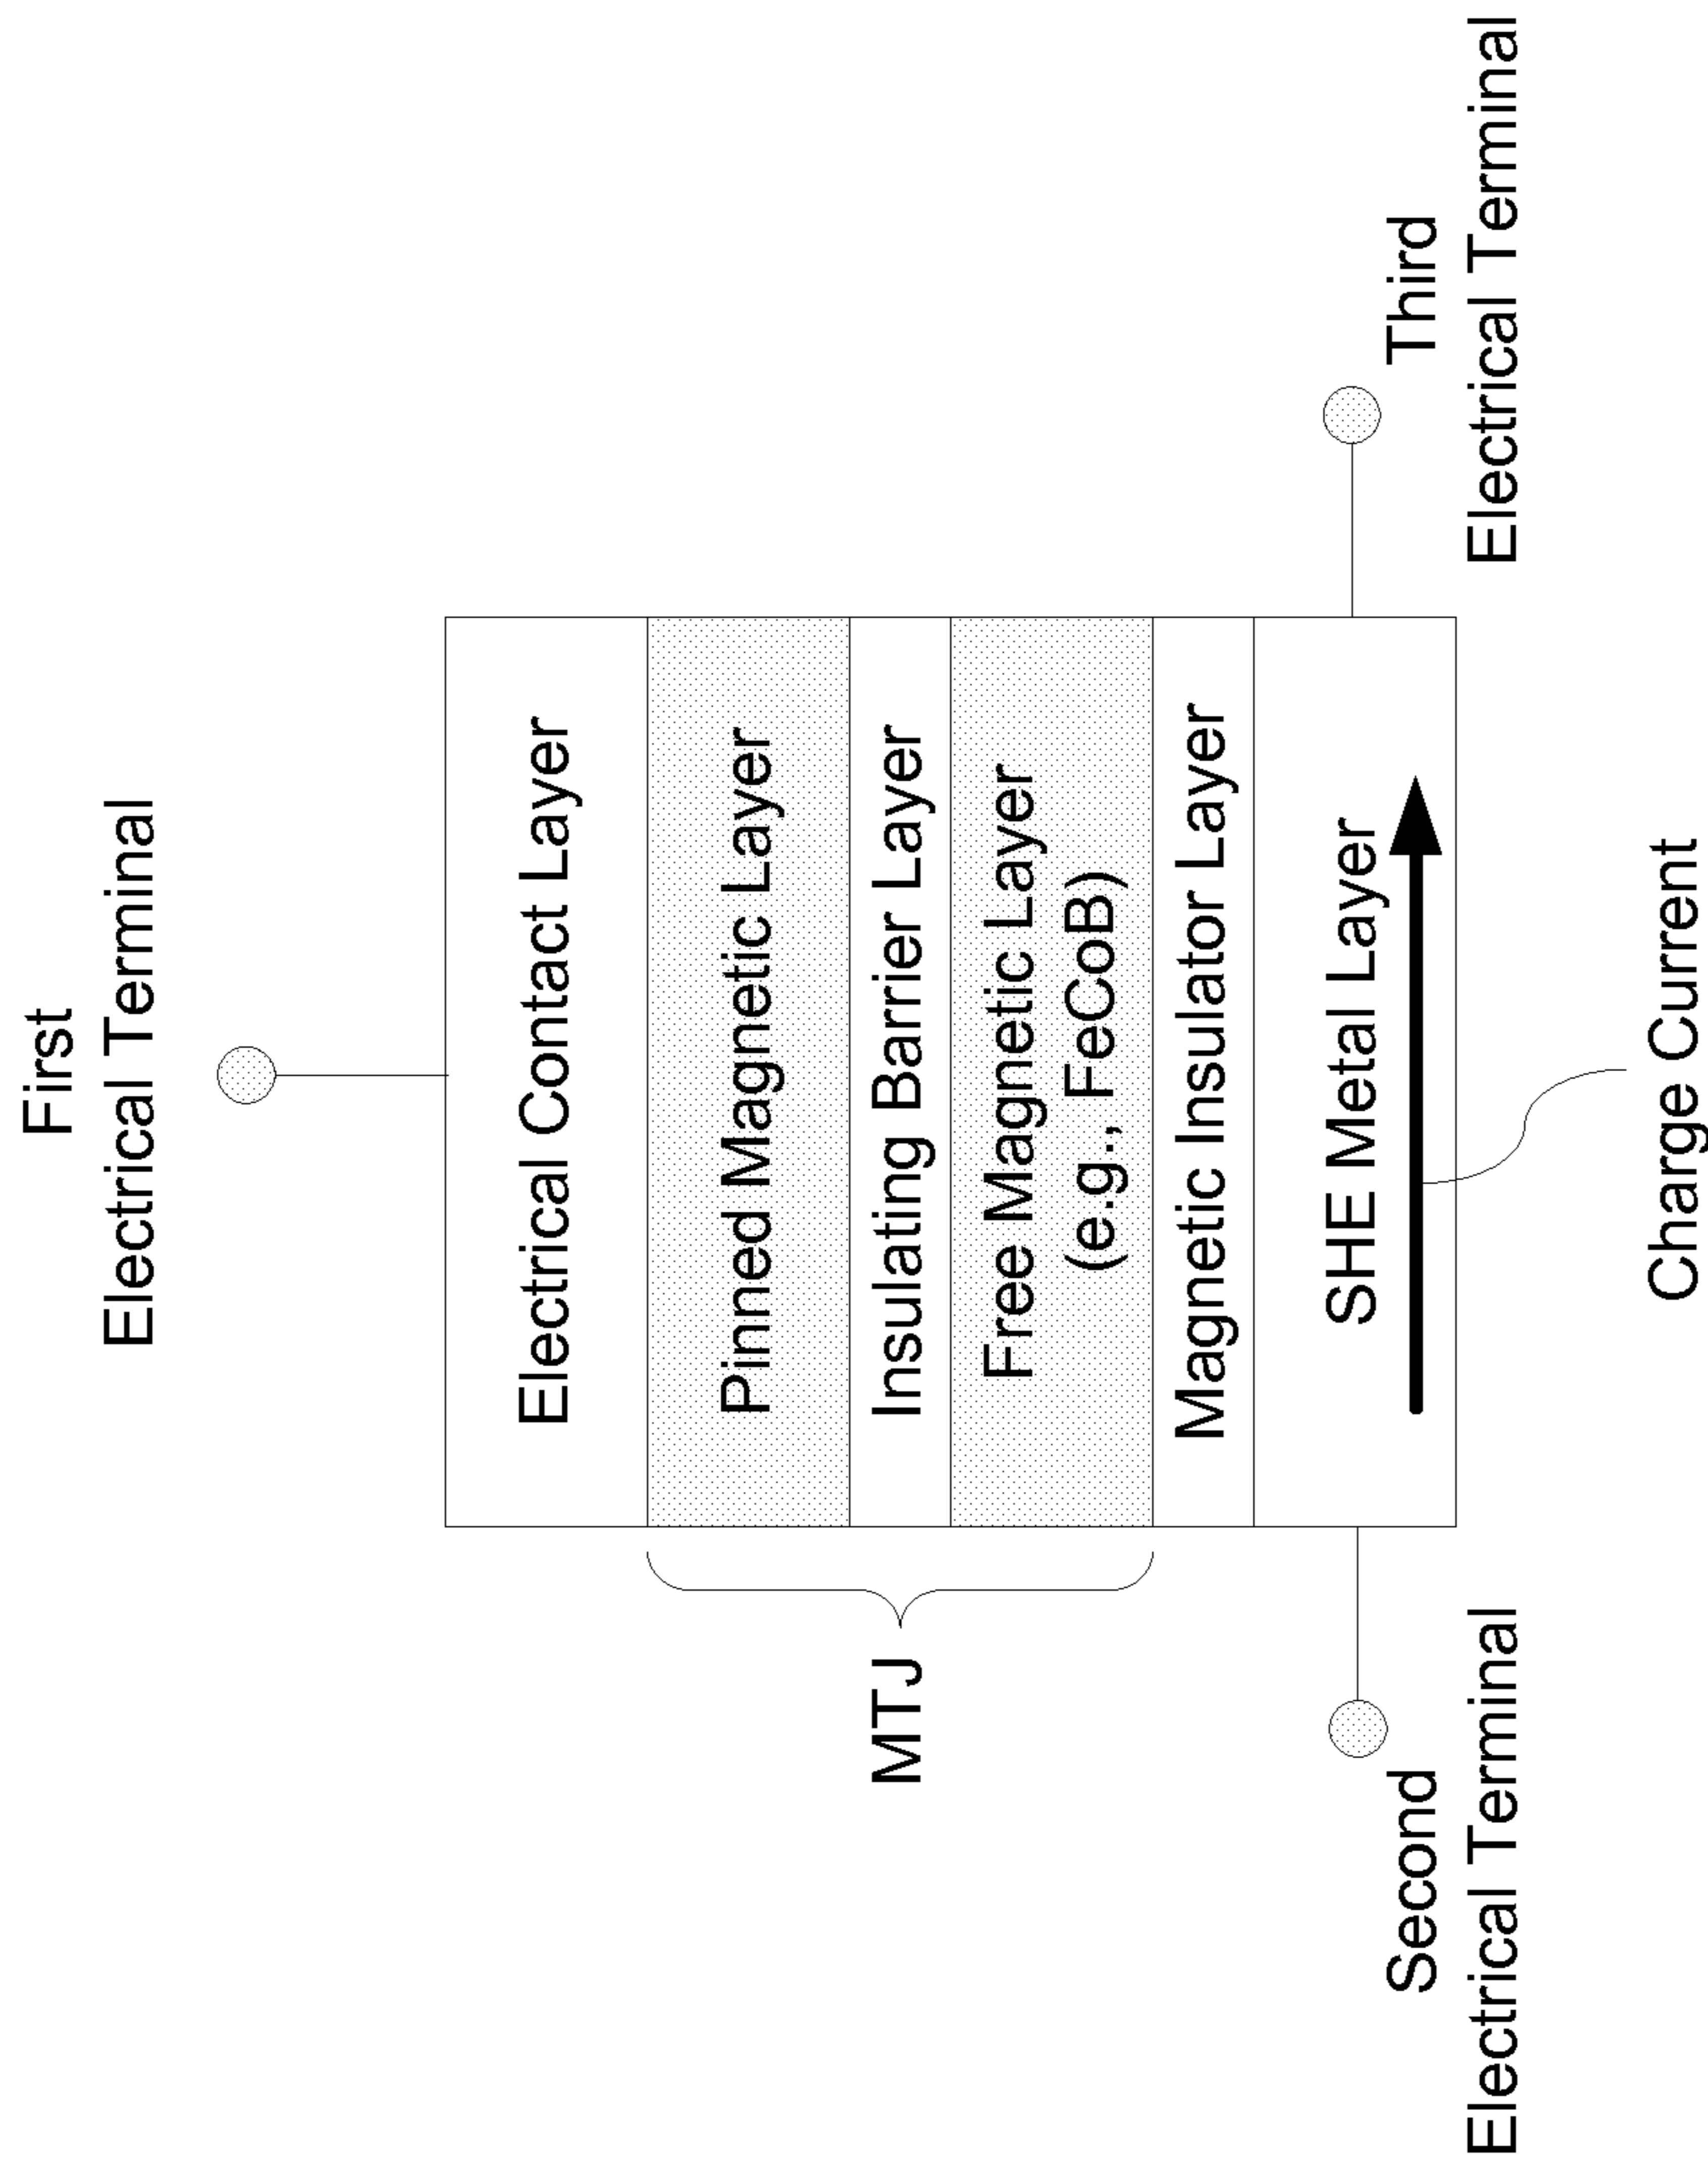 First
Electrical Terminal
Electrical Contact Layer
Pinned Magnetic Layer
MTJ
Insulating Barrier Layer
Free Magnetic Layer
(e.g., FeCoB)
Magnetic Insulator Layer
SHE Metal Layer
Second
Electrical Terminal
Third
Electrical Terminal
Charge Current